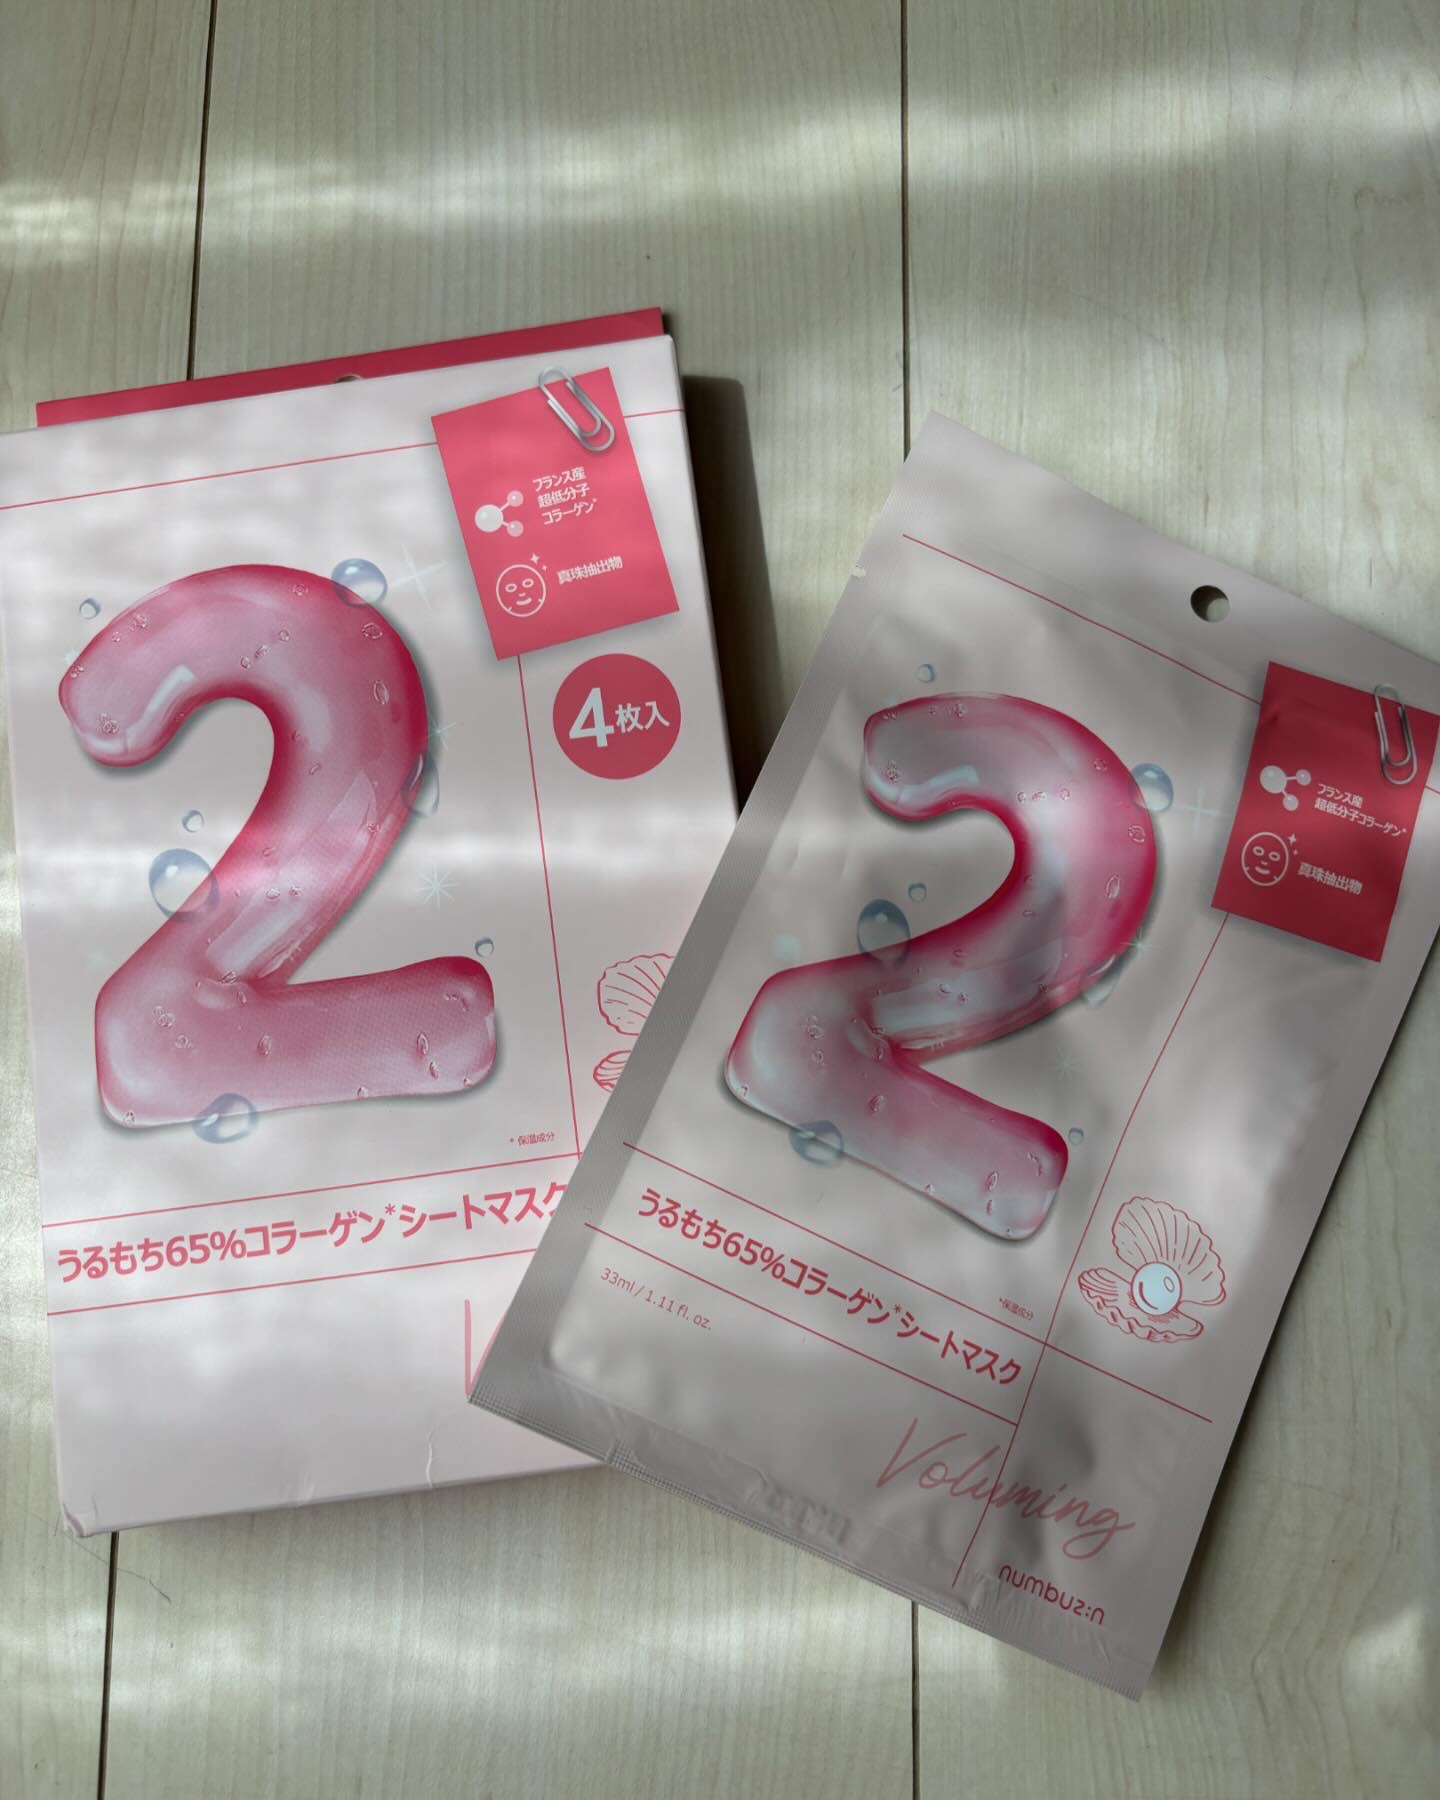 フランス産
超低分子
コラーゲン*
真珠抽出物
4枚入
2
* 保湿成分
うるもち65%コラーゲン*シートマスク
フランス産
超低分子コラーゲン*
真珠抽出物
2
*保湿成分
うるもち65%コラーゲン*シートマスク
33ml / 1.11 fl. oz.
Voluming
numbuz:n